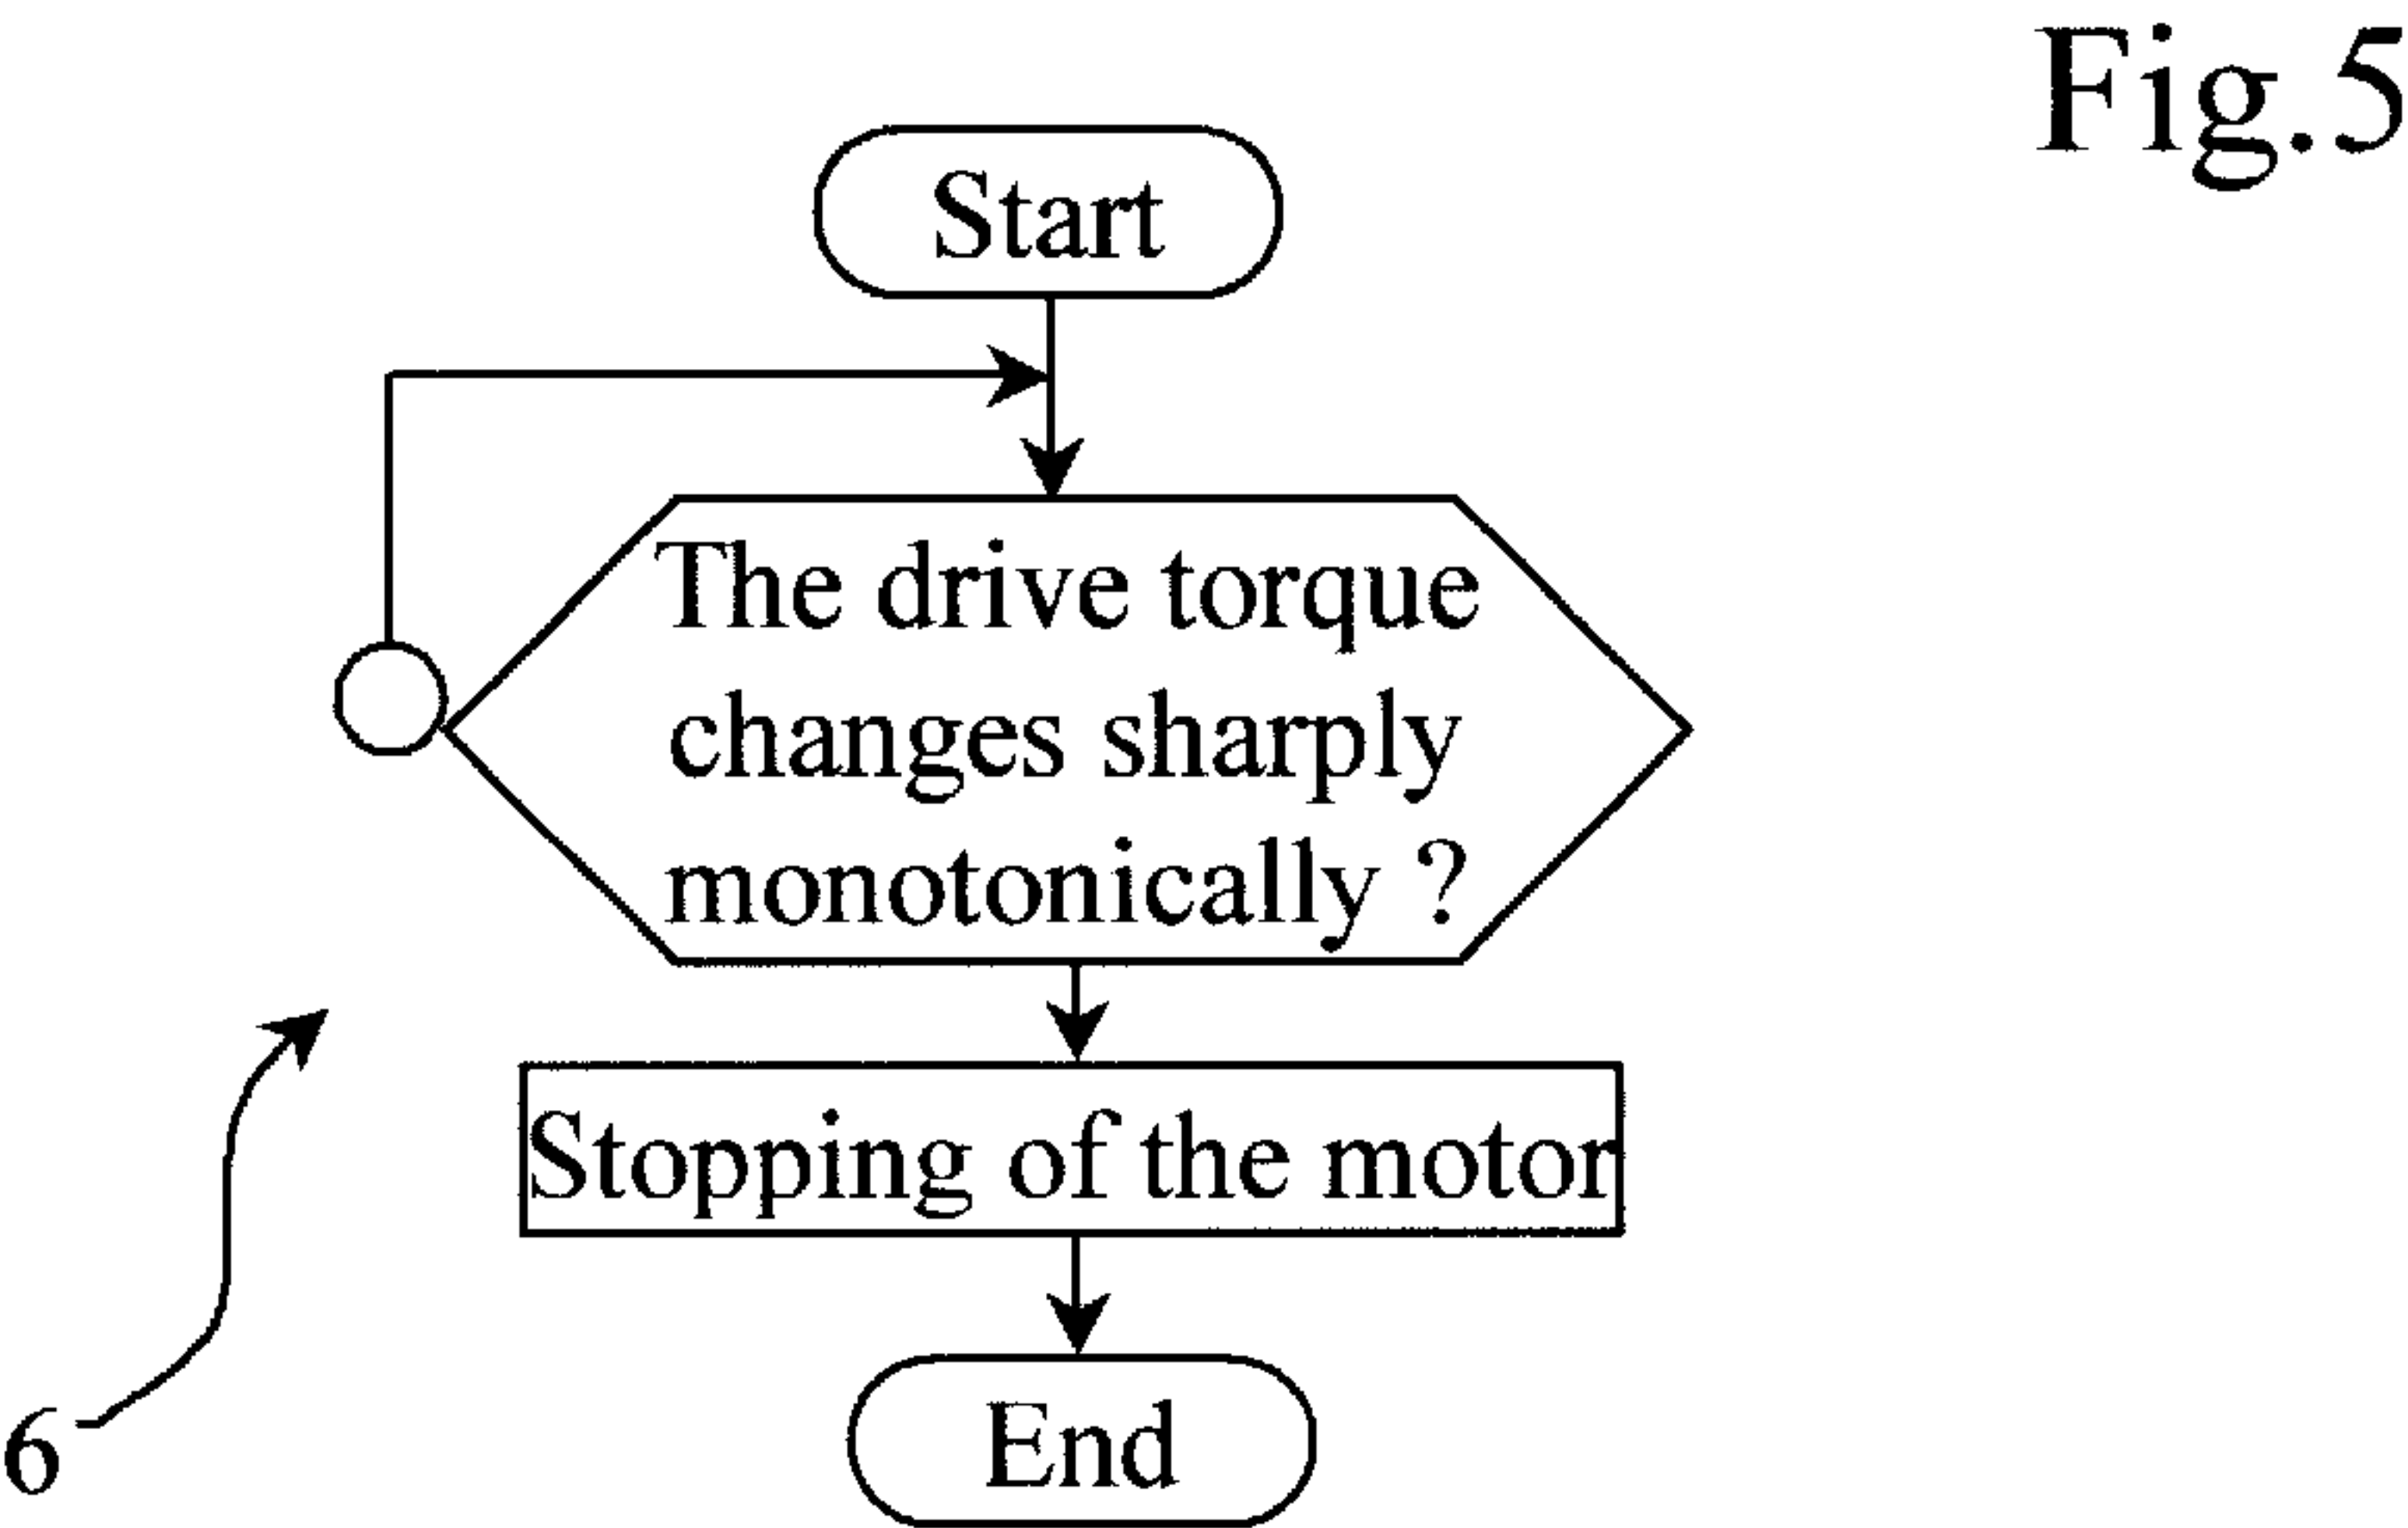 Fig.5
Start
The drive torque
changes sharply
monotonically ?
Stopping of the motor
End
6